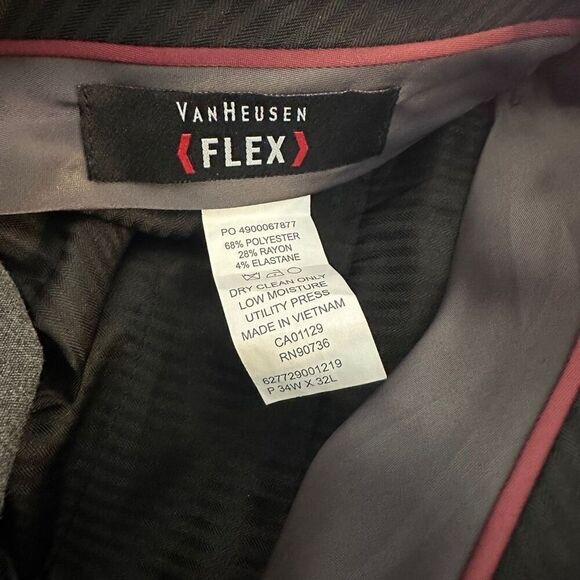 VANHEUSEN
FLEX
PO 4900067877
68% POLYESTER
28% RAYON
4% ELASTANE
DRY CLEAN ONLY
LOW MOISTURE
UTILITY PRESS
MADE IN VIETNAM
CA01129
RN90736
627729001219
P 34W X 32L